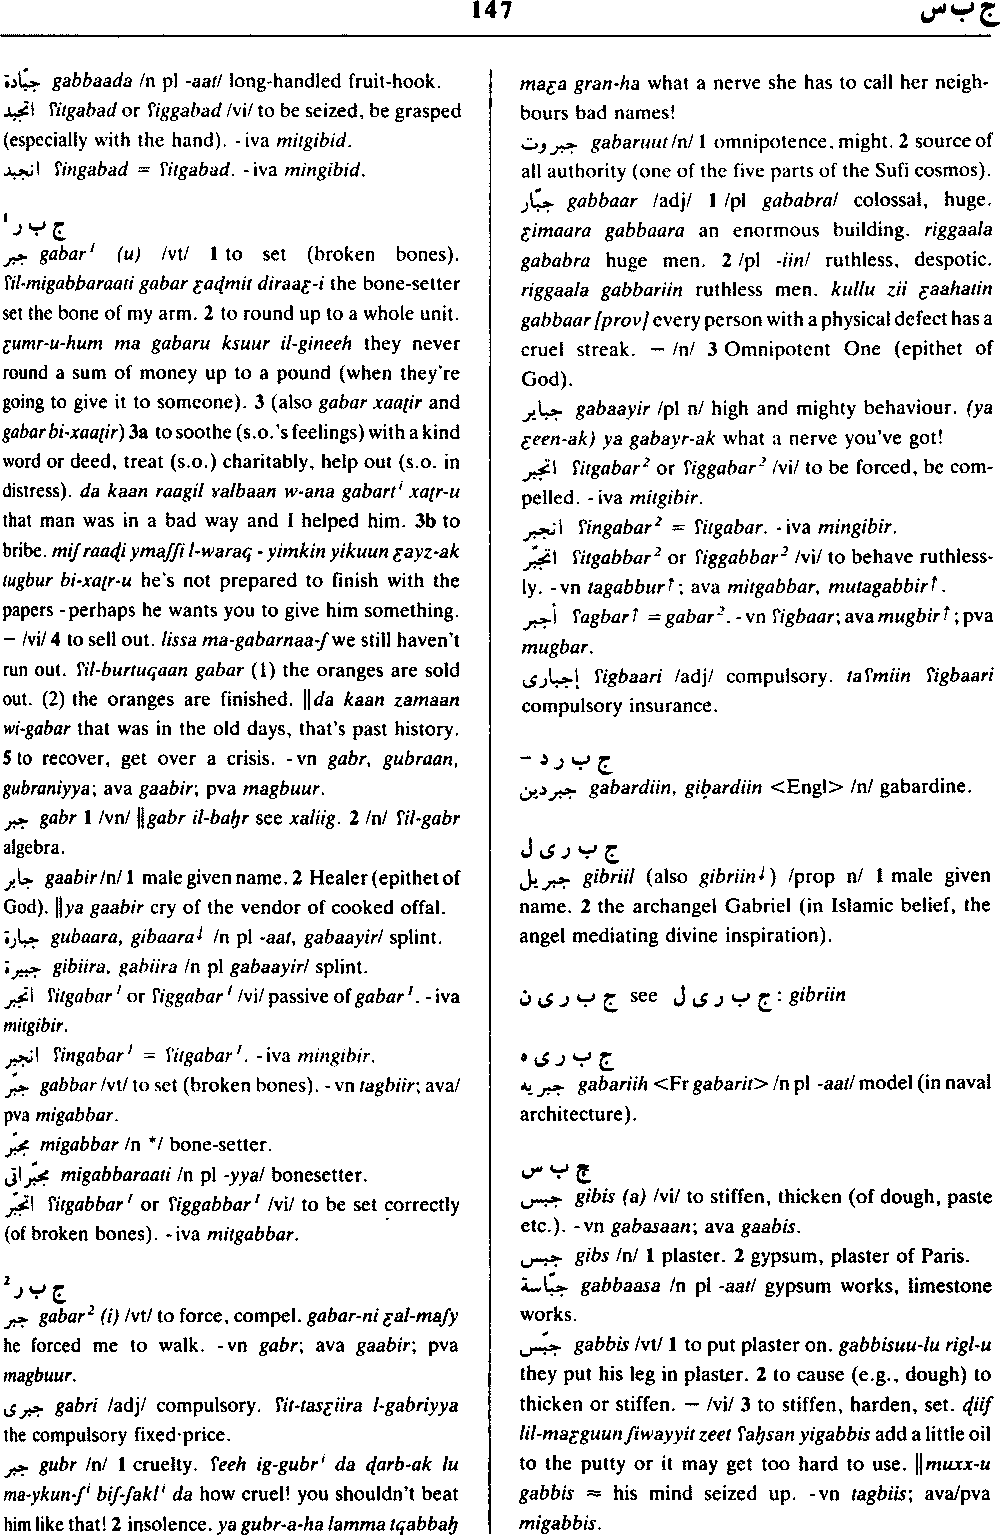 147
ج ب س
جبّادة gabbaada /n pl -aat/ long-handled fruit-hook.
اتجبد ʕitgabad or ʕiggabad /vi/ to be seized, be grasped
(especially with the hand). -iva mitgibid.
انجبد ʕingabad = ʕitgabad. -iva mingibid.
ج ب ر¹
جبر gabar¹ (u) /vt/ 1 to set (broken bones).
ʕil-migabbaraati gabar ȝaḍmit diraaȝ-i the bone-setter
set the bone of my arm. 2 to round up to a whole unit.
ȝumr-u-hum ma gabaru ksuur il-gineeh they never
round a sum of money up to a pound (when they're
going to give it to someone). 3 (also gabar xaaṭir and
gabar bi-xaaṭir) 3a to soothe (s.o.'s feelings) with a kind
word or deed, treat (s.o.) charitably, help out (s.o. in
distress). da kaan raagil ɣalbaan w-ana gabartⁱ xaṭr-u
that man was in a bad way and I helped him. 3b to
bribe. miʃ raaḍi ymaʃʃi l-waraq - yimkin yikuun ȝayz-ak
tugbur bi-xaṭr-u he's not prepared to finish with the
papers - perhaps he wants you to give him something.
– /vi/ 4 to sell out. lissa ma-gabarnaa-ʃ we still haven't
run out. ʕil-burtuqaan gabar (1) the oranges are sold
out. (2) the oranges are finished. ‖da kaan zamaan
wi-gabar that was in the old days, that's past history.
5 to recover, get over a crisis. -vn gabr, gubraan,
gubraniyya; ava gaabir; pva magbuur.
جبر gabr 1 /vn/ ‖gabr il-baḥr see xaliig. 2 /n/ ʕil-gabr
algebra.
جابر gaabir /n/ 1 male given name. 2 Healer (epithet of
God). ‖ya gaabir cry of the vendor of cooked offal.
جبارة gubaara, gibaara↓ /n pl -aat, gabaayir/ splint.
جبيرة gibiira, gabiira /n pl gabaayir/ splint.
اتجبر ʕitgabar¹ or ʕiggabar¹ /vi/ passive of gabar¹. -iva
mitgibir.
انجبر ʕingabar¹ = ʕitgabar¹. -iva mingibir.
جبّر gabbar /vt/ to set (broken bones). -vn tagbiir; ava/
pva migabbar.
مجبّر migabbar /n */ bone-setter.
مجبّراتى migabbaraati /n pl -yya/ bonesetter.
اتجبّر ʕitgabbar¹ or ʕiggabbar¹ /vi/ to be set correctly
(of broken bones). -iva mitgabbar.
ج ب ر²
جبر gabar² (i) /vt/ to force, compel. gabar-ni ȝal-maʃy
he forced me to walk. -vn gabr; ava gaabir; pva
magbuur.
جبرى gabri /adj/ compulsory. ʕit-tasȝiira l-gabriyya
the compulsory fixed-price.
جبر gubr /n/ 1 cruelty. ʕeeh ig-gubrⁱ da ḍarb-ak lu
ma-ykun-ʃⁱ biʃ-ʃaklⁱ da how cruel! you shouldn't beat
him like that! 2 insolence. ya gubr-a-ha lamma tqabbaḥ
maȝa gran-ha what a nerve she has to call her neigh-
bours bad names!
جبروت gabaruut /n/ 1 omnipotence, might. 2 source of
all authority (one of the five parts of the Sufi cosmos).
جبّار gabbaar /adj/ 1 /pl gababra/ colossal, huge.
ȝimaara gabbaara an enormous building. riggaala
gababra huge men. 2 /pl -iin/ ruthless, despotic.
riggaala gabbariin ruthless men. kullu zii ȝaahatin
gabbaar [prov] every person with a physical defect has a
cruel streak. – /n/ 3 Omnipotent One (epithet of
God).
جباير gabaayir /pl n/ high and mighty behaviour. (ya
ȝeen-ak) ya gabayr-ak what a nerve you've got!
اتجبر ʕitgabar² or ʕiggabar² /vi/ to be forced, be com-
pelled. -iva mitgibir.
انجبر ʕingabar² = ʕitgabar. -iva mingibir.
اتجبّر ʕitgabbar² or ʕiggabbar² /vi/ to behave ruthless-
ly. -vn tagabbur↑; ava mitgabbar, mutagabbir↑.
أجبر ʕagbar↑ = gabar². -vn ʕigbaar; ava mugbir↑; pva
mugbar.
إجبارى ʕigbaari /adj/ compulsory. taʕmiin ʕigbaari
compulsory insurance.
ج ب ر د –
جبردين gabardiin, gibardiin <Engl> /n/ gabardine.
ج ب ر ى ل
جبريل gibriil (also gibriin↓) /prop n/ 1 male given
name. 2 the archangel Gabriel (in Islamic belief, the
angel mediating divine inspiration).
ج ب ر ى ن see ج ب ر ى ل : gibriin
ج ب ر ى ه
جبريه gabariih <Fr gabarit> /n pl -aat/ model (in naval
architecture).
ج ب س
جبس gibis (a) /vi/ to stiffen, thicken (of dough, paste
etc.). -vn gabasaan; ava gaabis.
جبس gibs /n/ 1 plaster. 2 gypsum, plaster of Paris.
جبّاسة gabbaasa /n pl -aat/ gypsum works, limestone
works.
جبّس gabbis /vt/ 1 to put plaster on. gabbisuu-lu rigl-u
they put his leg in plaster. 2 to cause (e.g., dough) to
thicken or stiffen. – /vi/ 3 to stiffen, harden, set. ḍiif
lil-maȝguun ʃiwayyit zeet ʕaḥsan yigabbis add a little oil
to the putty or it may get too hard to use. ‖muxx-u
gabbis ≈ his mind seized up. -vn tagbiis; ava/pva
migabbis.